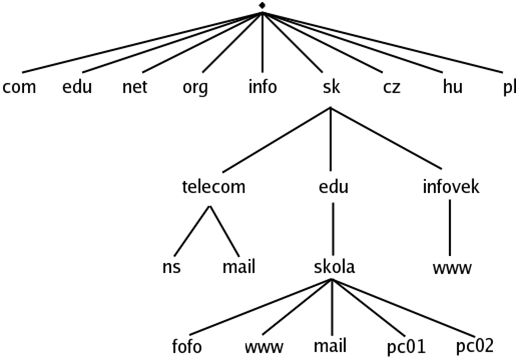 com edu net org info sk cz hu pl
telecom edu infovek
ns mail skola www
fofo www mail pc01 pc02